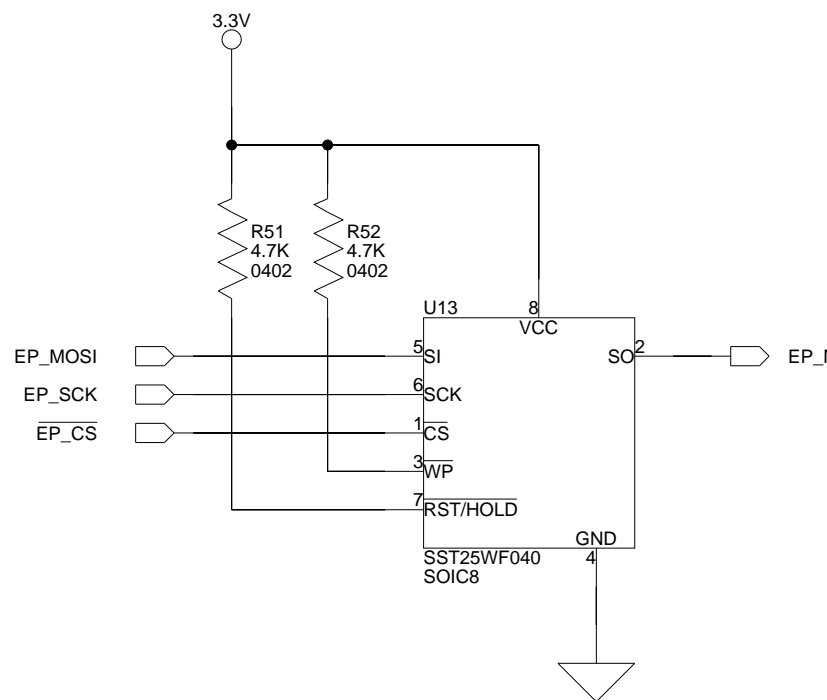 3.3V
R51
4.7K
0402
R52
4.7K
0402
U13
8
VCC
EP_MOSI
5
SI
SO
2
EP_SCK
6
SCK
EP_CS
1
CS
3
WP
7
RST/HOLD
GND
4
SST25WF040
SOIC8